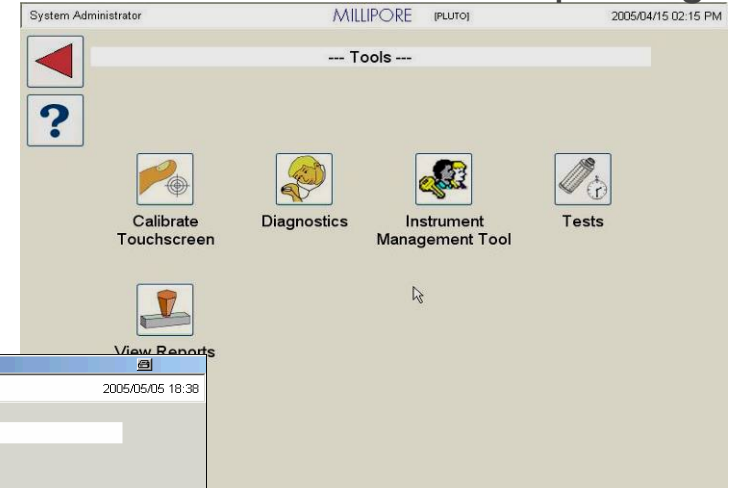 System Administrator MILLIPORE [PLUTO] 2005/04/15 02:15 PM
--- Tools ---
?
Calibrate Touchscreen
Diagnostics
Instrument Management Tool
Tests
View Reports
2005/05/05 18:38